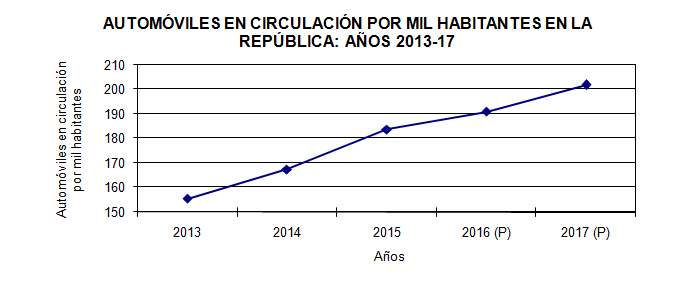 AUTOMÓVILES EN CIRCULACIÓN POR MIL HABITANTES EN LA
REPÚBLICA: AÑOS 2013-17
Automóviles en circulación
por mil habitantes
210
200
190
180
170
160
150
2013
2014
2015
2016 (P)
2017 (P)
Años